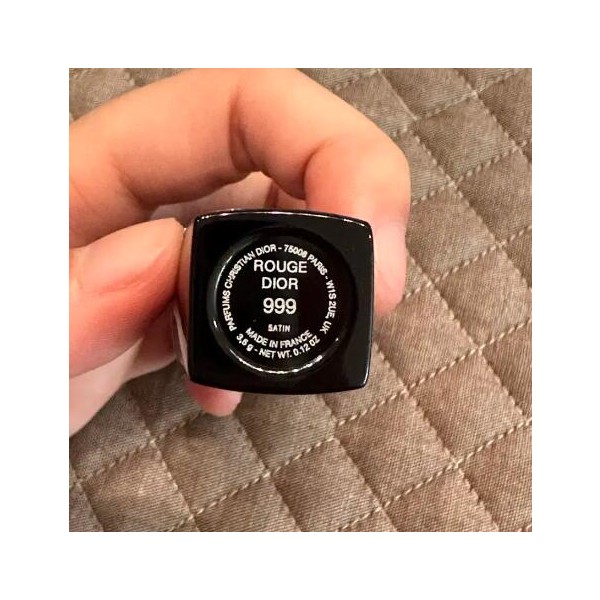 PARFUMS CHRISTIAN DIOR - 75008 PARIS - W1S 2UE, UK
ROUGE
DIOR
999
SATIN
MADE IN FRANCE
3,5 g - NET WT. 0.12 OZ